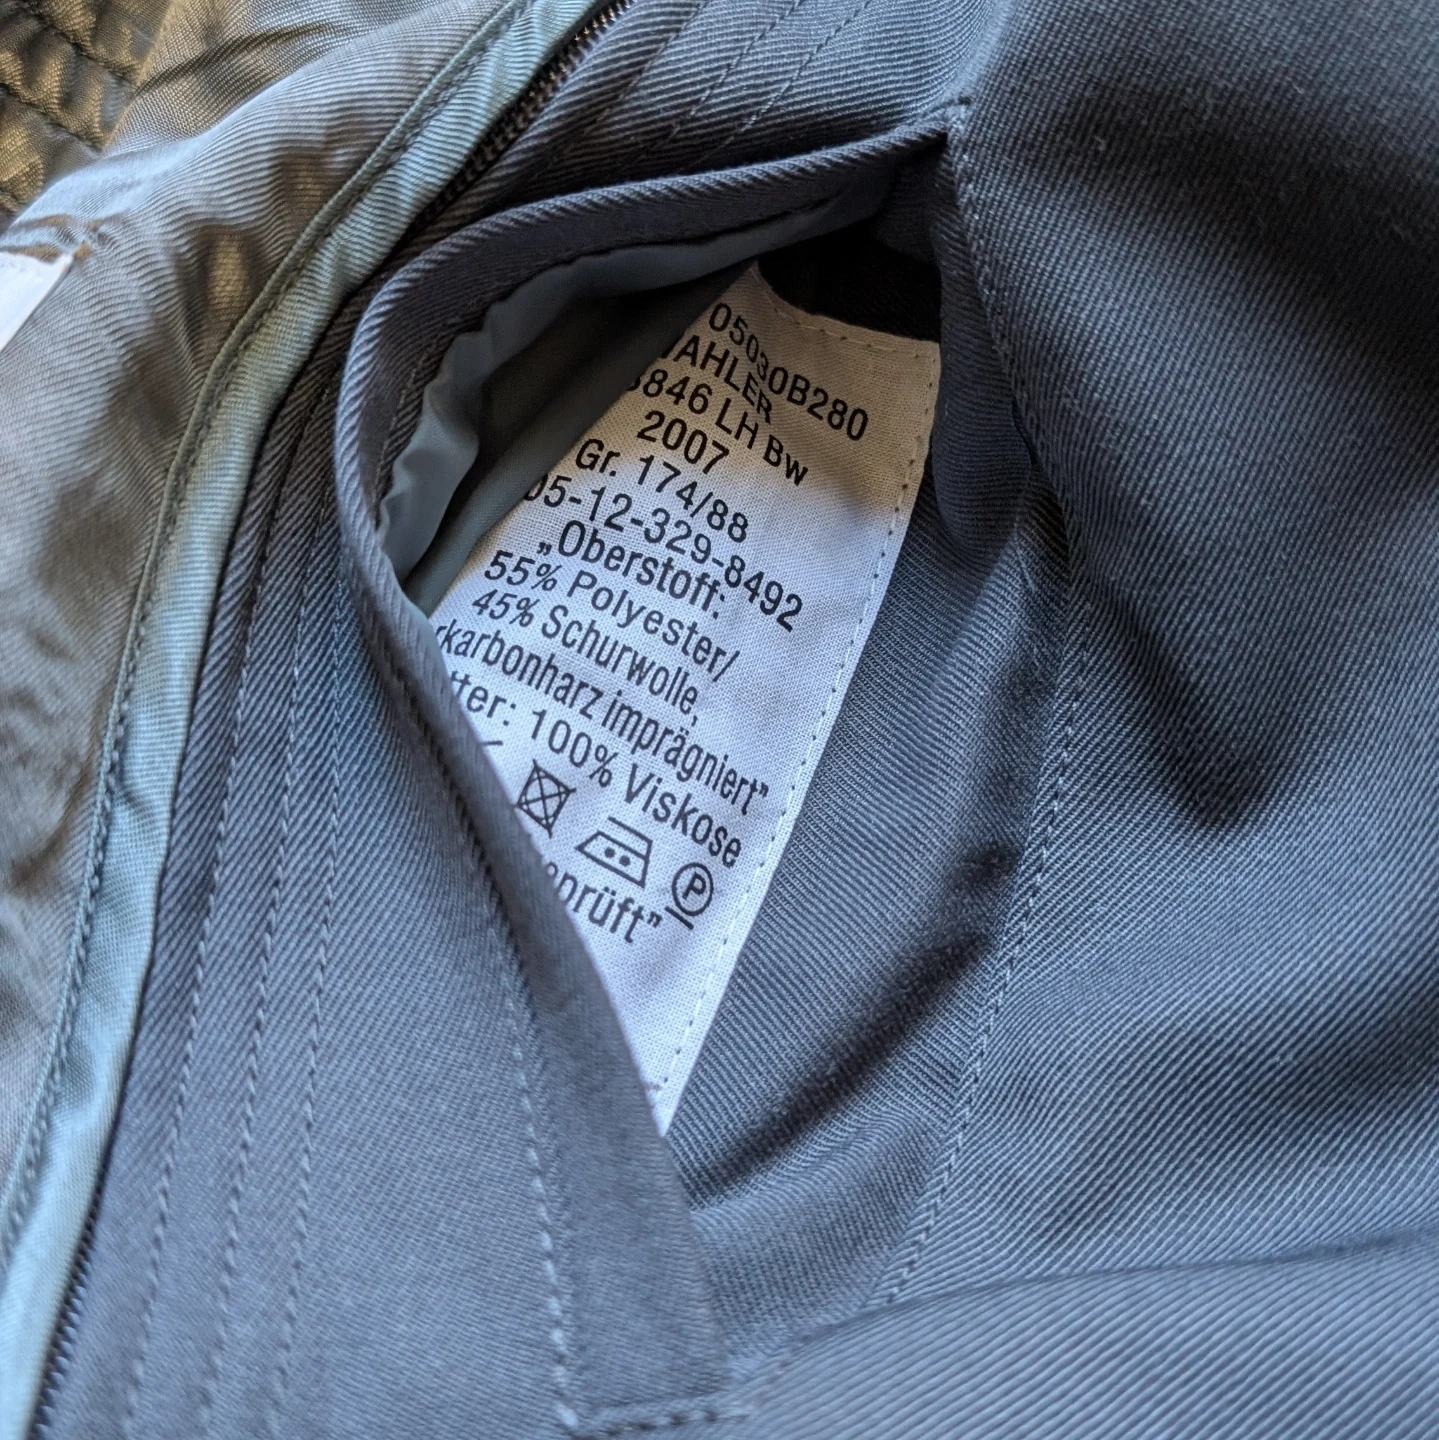 05030B280
AHLER
3846 LH Bw
2007
Gr. 174/88
05-12-329-8492
„Oberstoff:
55% Polyester/
45% Schurwolle,
karbonharz imprägniert”
tter: 100% Viskose
P
prüft”